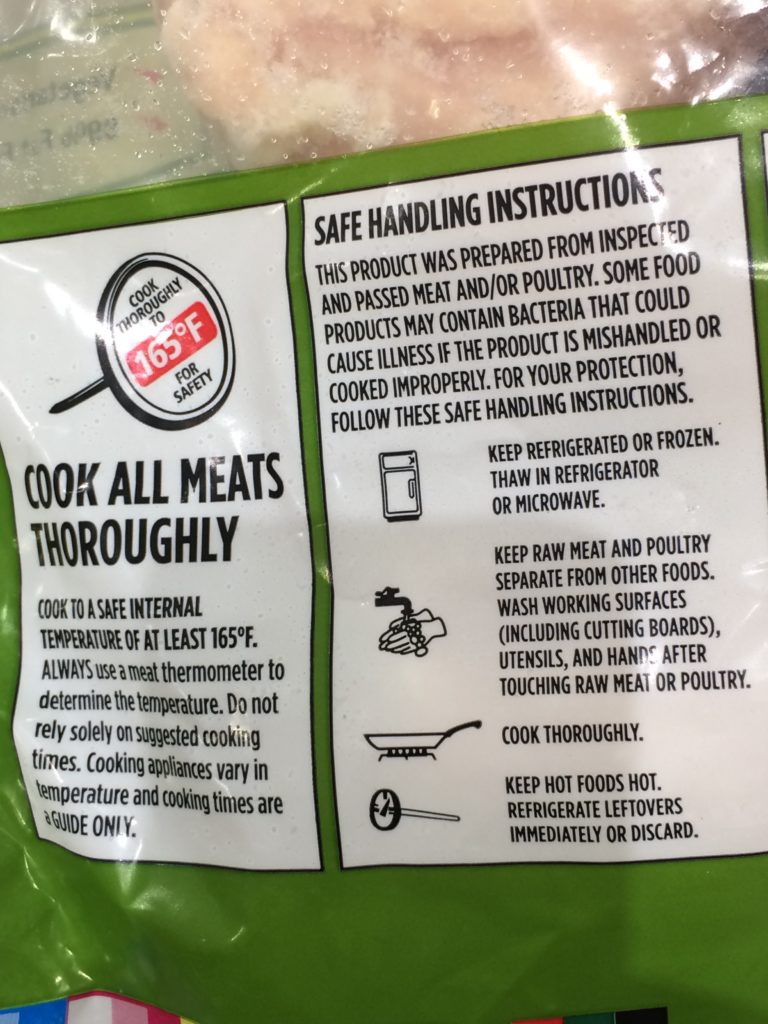 COOK
THOROUGHLY
TO
165°F
FOR
SAFETY
COOK ALL MEATS
THOROUGHLY
COOK TO A SAFE INTERNAL
TEMPERATURE OF AT LEAST 165°F.
ALWAYS use a meat thermometer to
determine the temperature. Do not
rely solely on suggested cooking
times. Cooking appliances vary in
temperature and cooking times are
a GUIDE ONLY.
SAFE HANDLING INSTRUCTIONS
THIS PRODUCT WAS PREPARED FROM INSPECTED
AND PASSED MEAT AND/OR POULTRY. SOME FOOD
PRODUCTS MAY CONTAIN BACTERIA THAT COULD
CAUSE ILLNESS IF THE PRODUCT IS MISHANDLED OR
COOKED IMPROPERLY. FOR YOUR PROTECTION,
FOLLOW THESE SAFE HANDLING INSTRUCTIONS.
KEEP REFRIGERATED OR FROZEN.
THAW IN REFRIGERATOR
OR MICROWAVE.
KEEP RAW MEAT AND POULTRY
SEPARATE FROM OTHER FOODS.
WASH WORKING SURFACES
(INCLUDING CUTTING BOARDS),
UTENSILS, AND HANDS AFTER
TOUCHING RAW MEAT OR POULTRY.
COOK THOROUGHLY.
KEEP HOT FOODS HOT.
REFRIGERATE LEFTOVERS
IMMEDIATELY OR DISCARD.